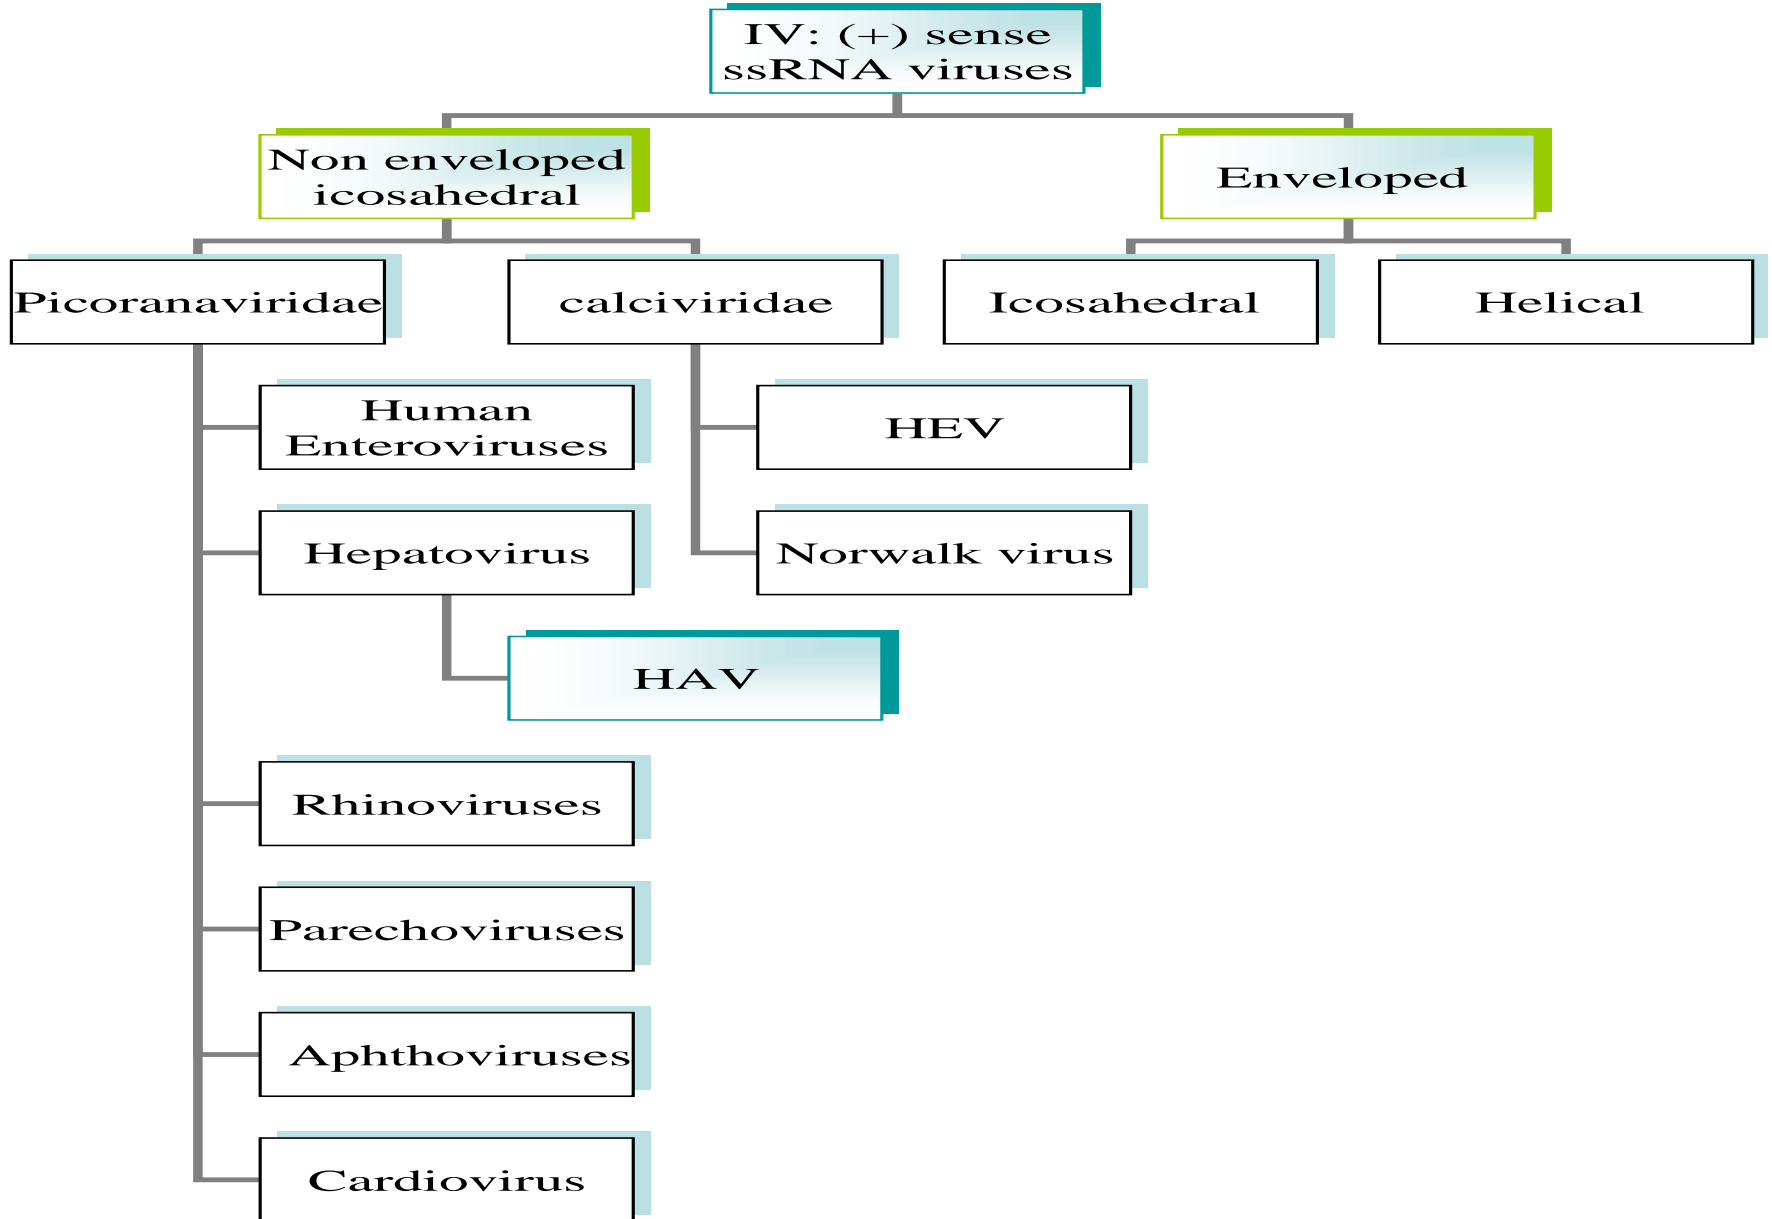 IV: (+) sense
ssRNA viruses
Non enveloped
icosahedral
Enveloped
Picoranaviridae
calciviridae
Icosahedral
Helical
Human
Enteroviruses
HEV
Hepatovirus
Norwalk virus
HAV
Rhinoviruses
Parechoviruses
Aphthoviruses
Cardiovirus